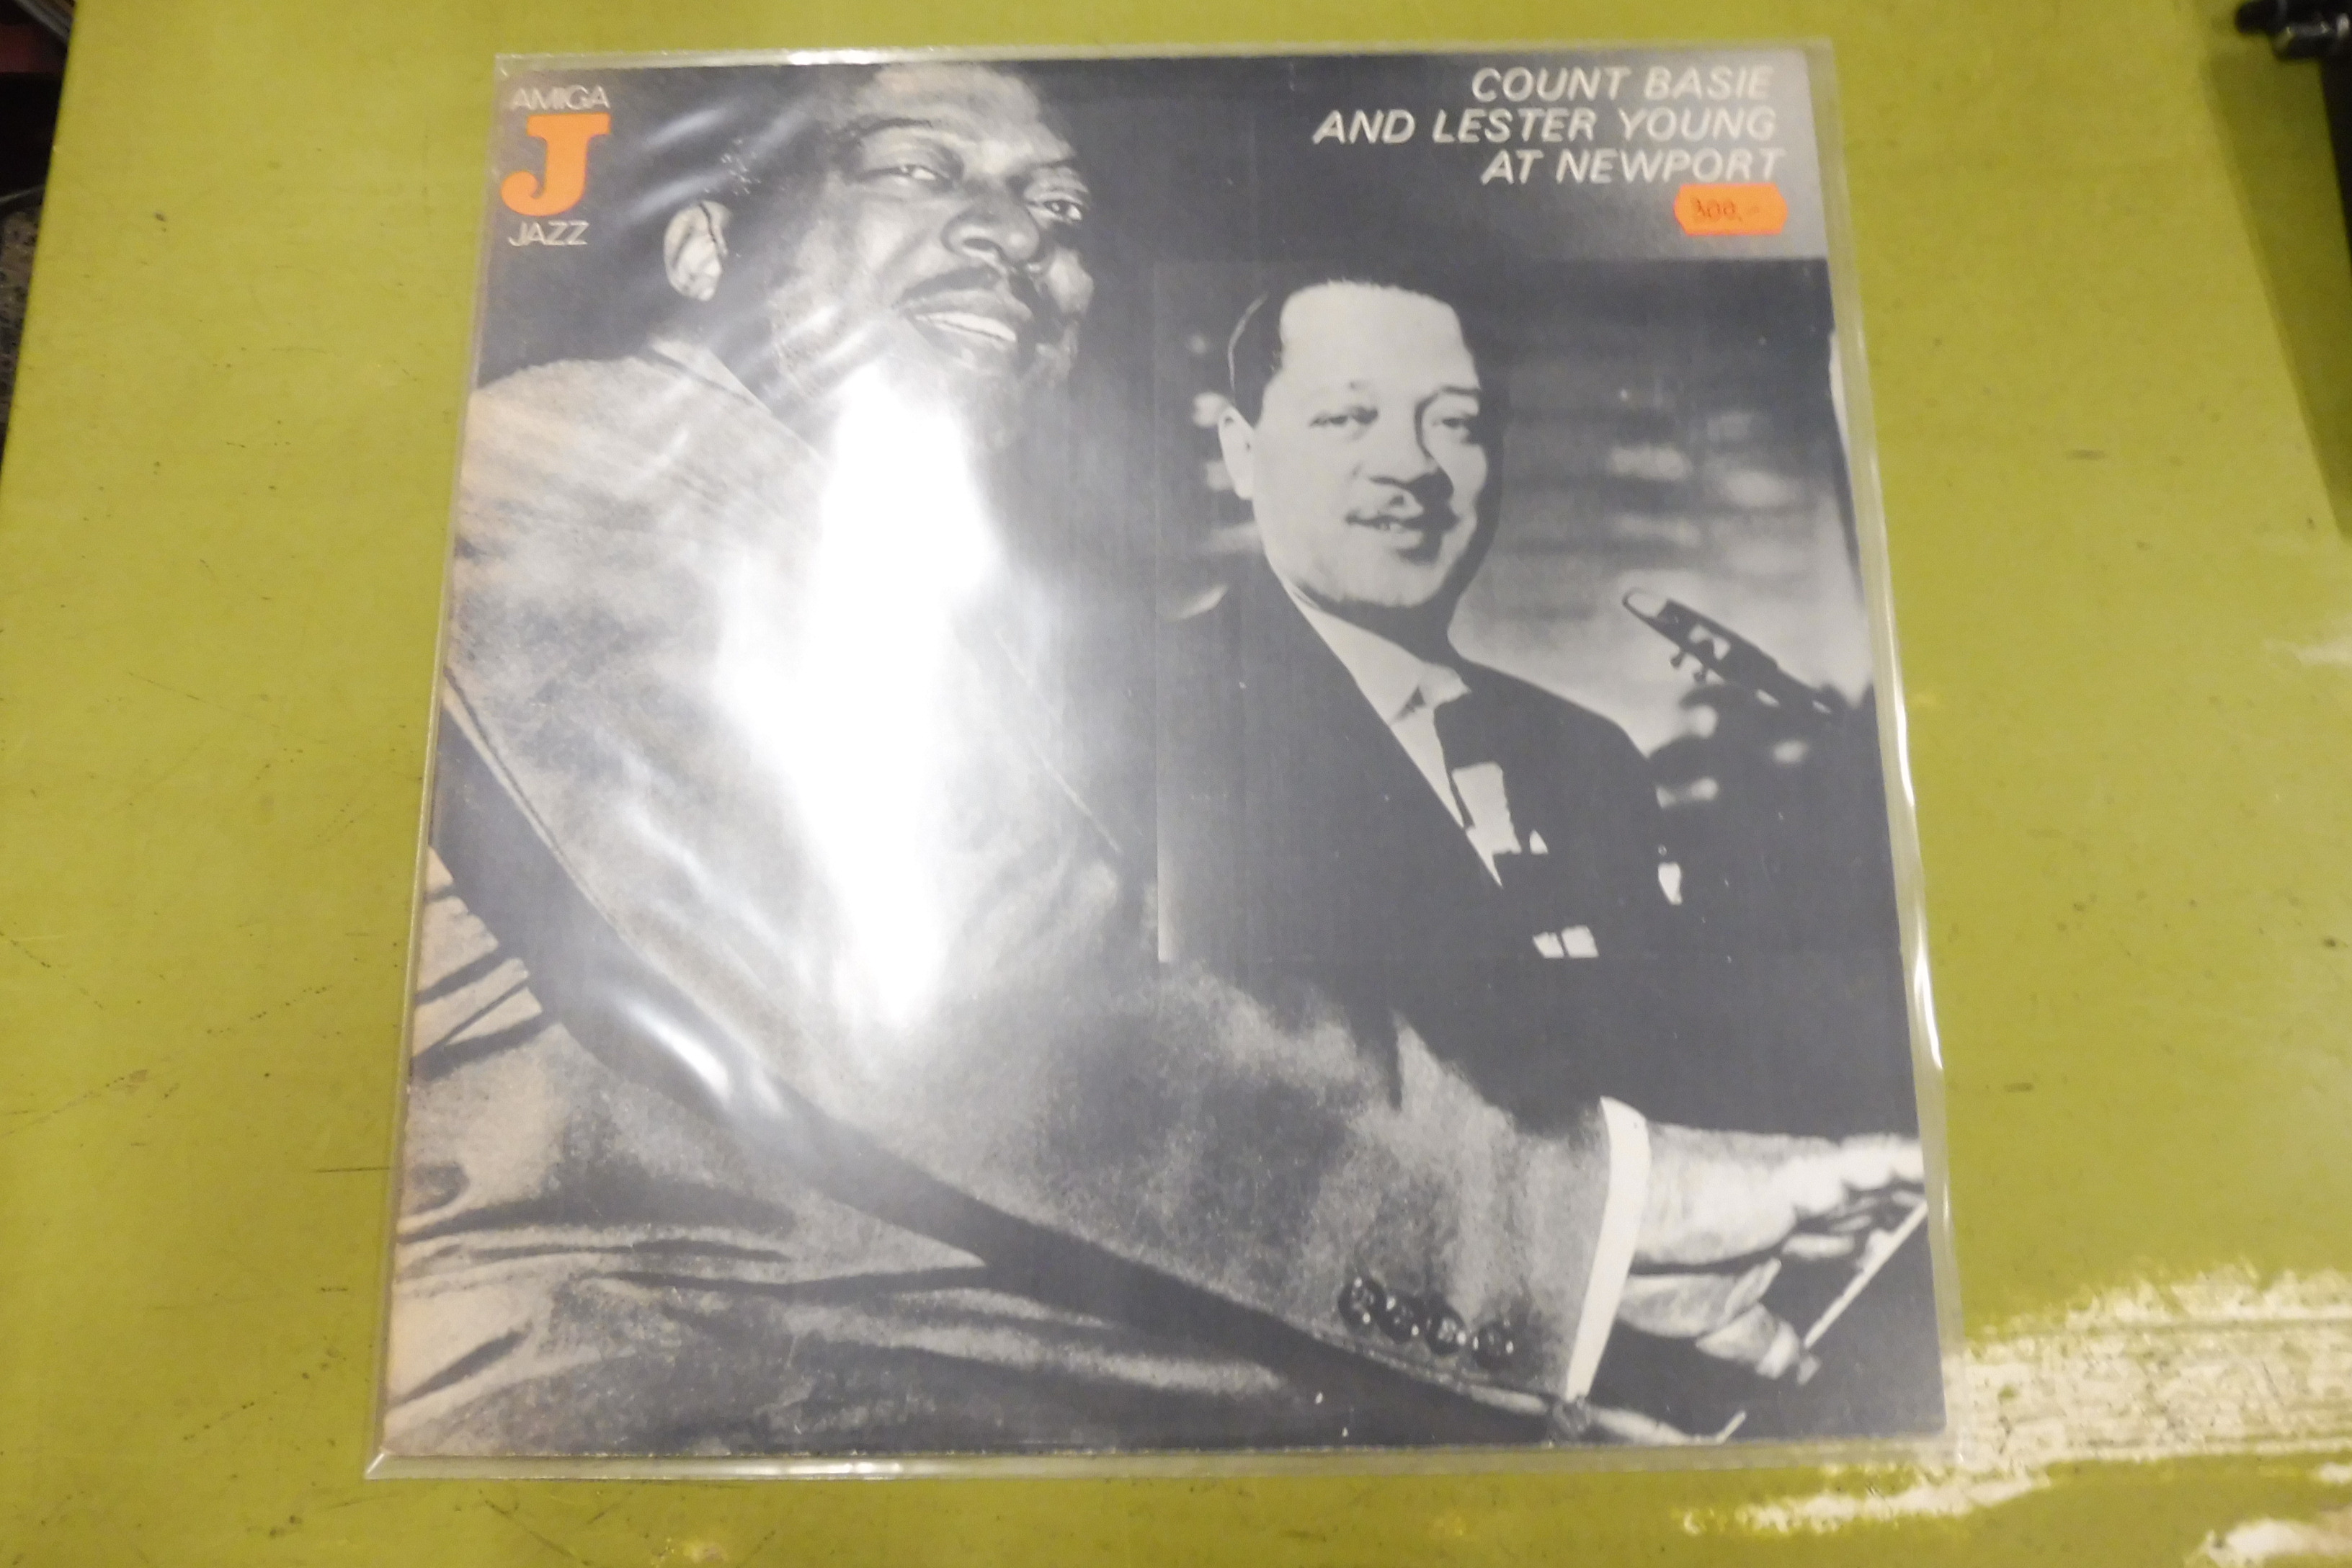 AMIGA
J
JAZZ
COUNT BASIE
AND LESTER YOUNG
AT NEWPORT
300,-